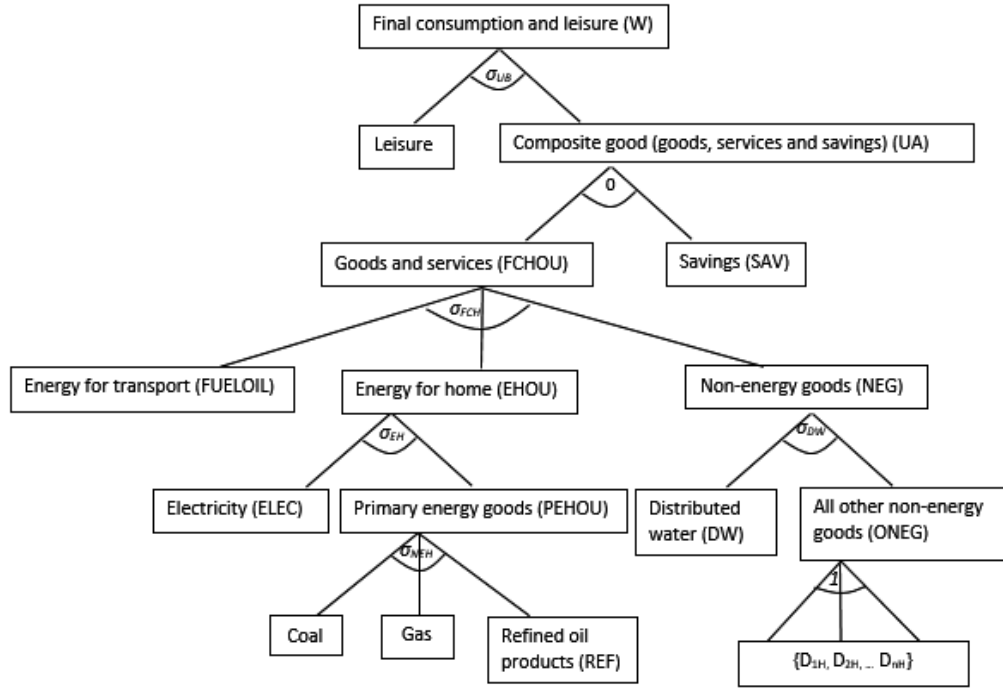 Final consumption and leisure (W)
σUB
Leisure
Composite good (goods, services and savings) (UA)
0
Goods and services (FCHOU)
Savings (SAV)
σFCH
Energy for transport (FUELOIL)
Energy for home (EHOU)
Non-energy goods (NEG)
σEH
σDW
Electricity (ELEC)
Primary energy goods (PEHOU)
Distributed
water (DW)
All other non-energy
goods (ONEG)
σNEH
1
Coal
Gas
Refined oil
products (REF)
{D1H, D2H, ... DnH}